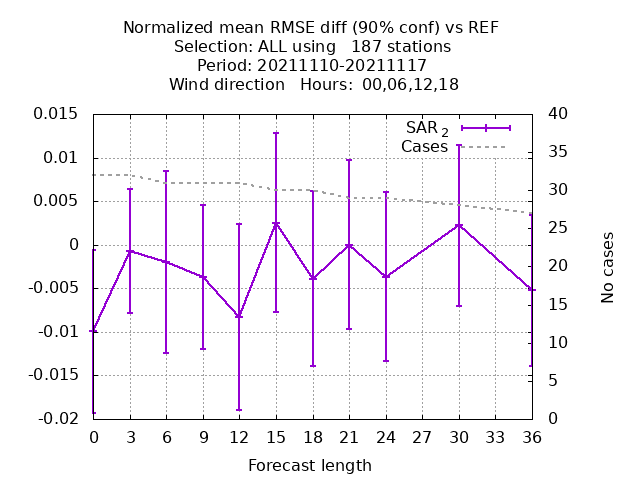 Normalized mean RMSE diff (90% conf) vs REF
Selection: ALL using   187 stations
Period: 20211110-20211117
Wind direction   Hours:  00,06,12,18
SAR 2
Cases
0.015
0.01
0.005
0
-0.005
-0.01
-0.015
-0.02
40
35
30
25
20
15
10
5
0
No cases
0 3 6 9 12 15 18 21 24 27 30 33 36
Forecast length